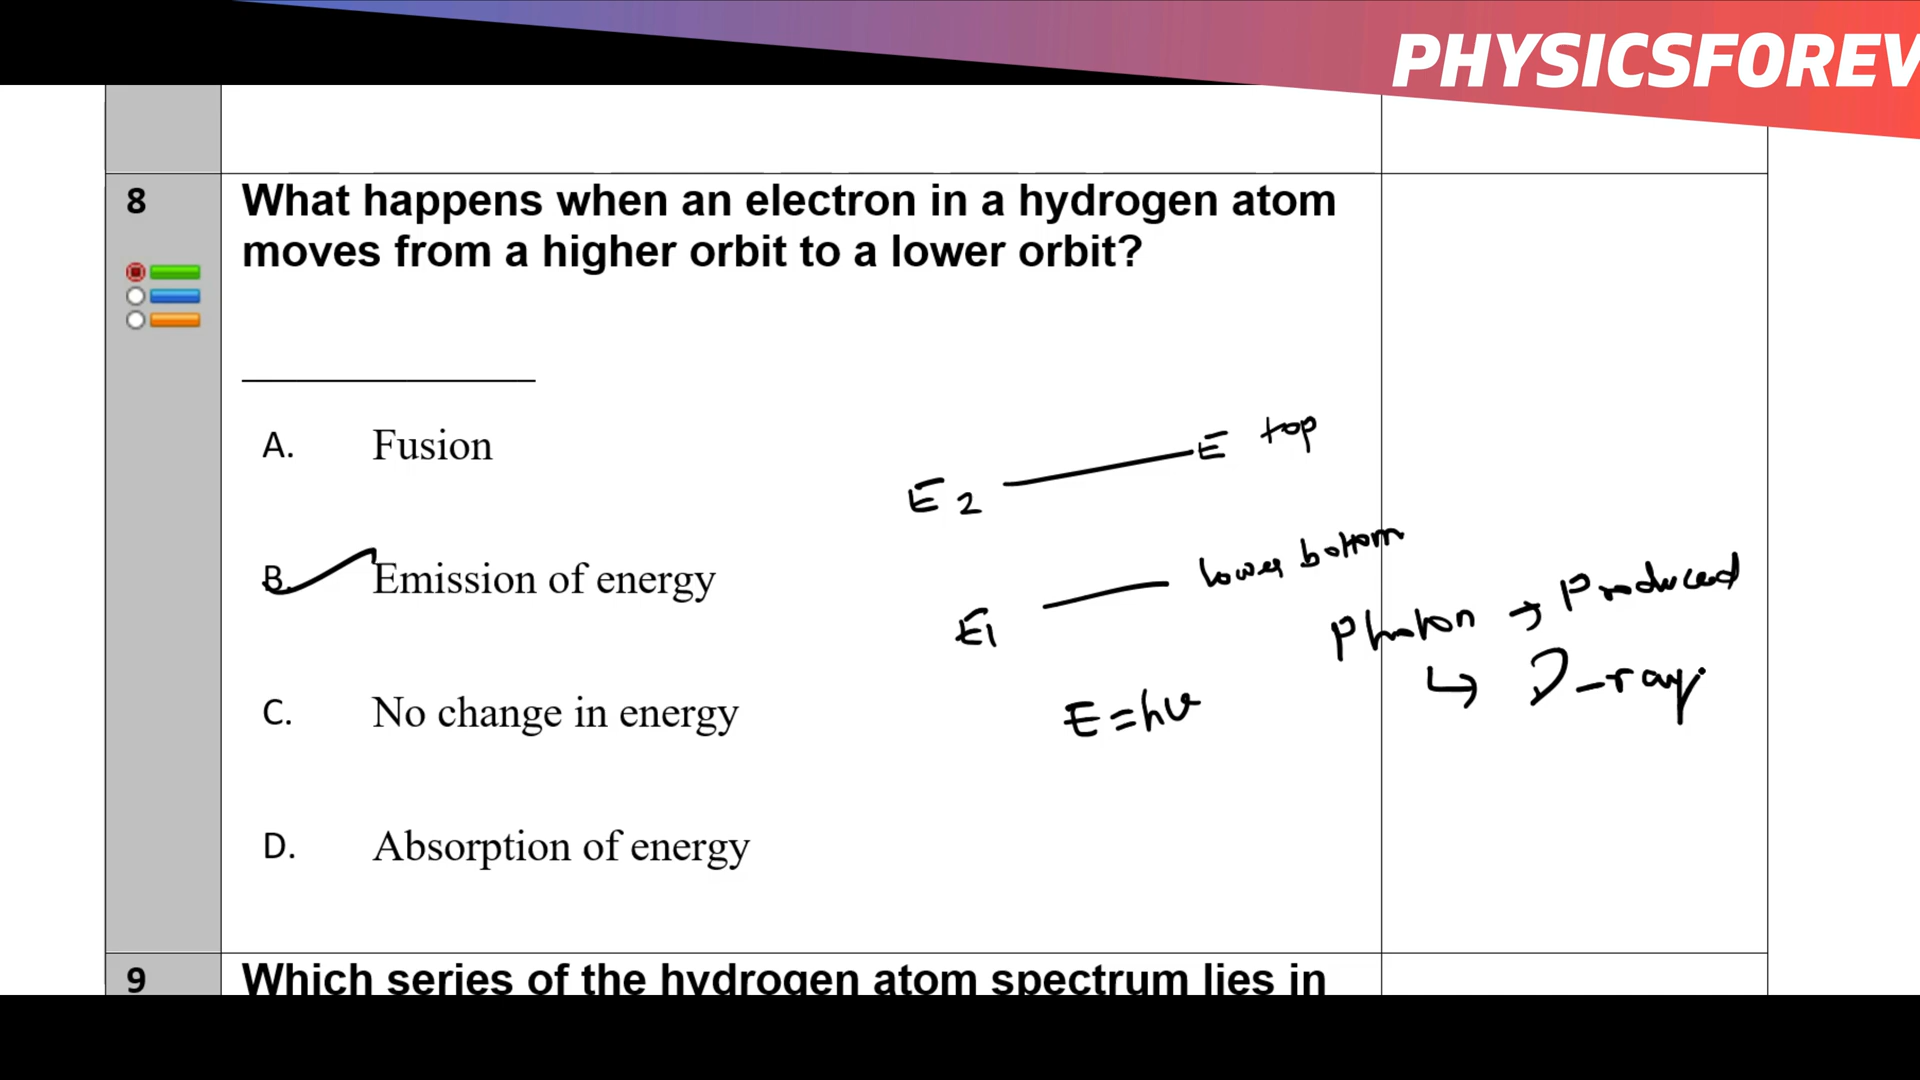 PHYSICSFOREV
8
What happens when an electron in a hydrogen atom
moves from a higher orbit to a lower orbit?
A. Fusion
E2
E top
B. Emission of energy
E1
lower bottom
Photon → Produced
↳ -ray
C. No change in energy
E=hν
D. Absorption of energy
9
Which series of the hydrogen atom spectrum lies in